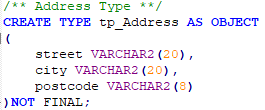 /** Address Type **/
CREATE TYPE tp_Address AS OBJECT
(
street VARCHAR2(20),
city VARCHAR2(20),
postcode VARCHAR2(8)
)NOT FINAL;